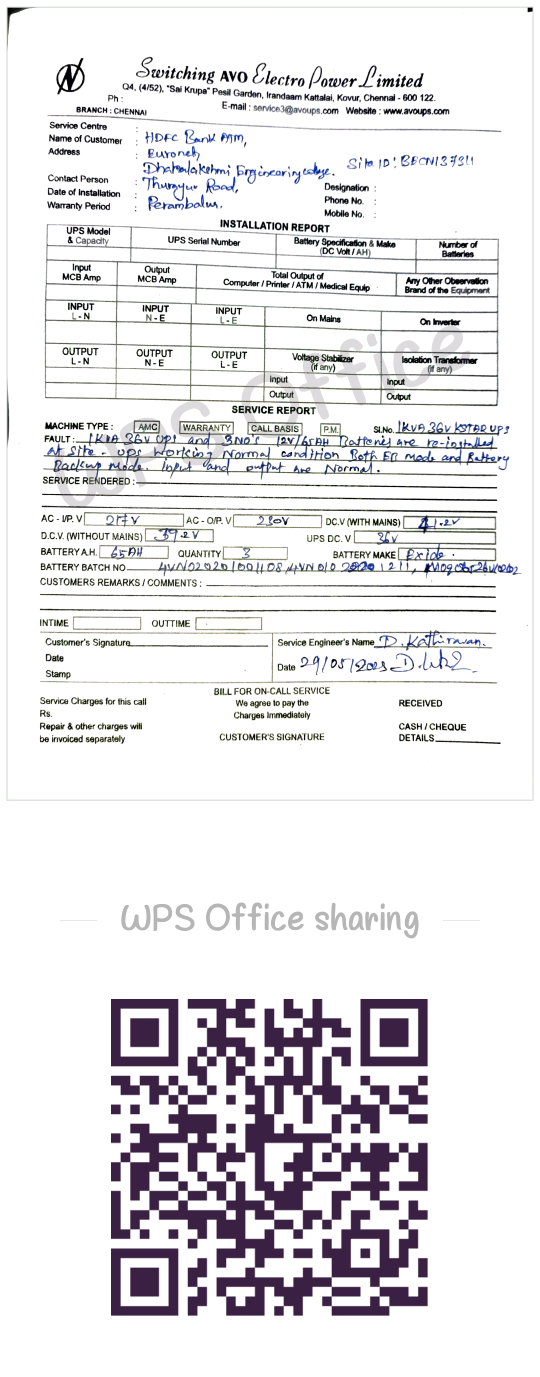 Switching AVO Electro Power Limited
Q4, (4/52), "Sai Krupa" Pesil Garden, Irandaam Kattalai, Kovur, Chennai - 600 122.
Ph :
E-mail : service3@avoups.com Website : www.avoups.com
BRANCH : CHENNAI
Service Centre :
Name of Customer : HDFC Bank ATM,
Address : Euronet,
Dhanalakshmi Engineering college. Site ID:
Contact Person : Thuraiyur Road,
Designation :
Date of Installation : Perambalur.
Phone No. :
Warranty Period :
Mobile No. :
INSTALLATION REPORT
UPS Model & Capacity UPS Serial Number Battery Specification & Make (DC Volt / AH) Number of Batteries
Input MCB Amp Output MCB Amp Total Output of Computer / Printer / ATM / Medical Equip Any Other Observation Brand of the Equipment
INPUT L - N INPUT N - E INPUT L - E On Mains On Inverter
OUTPUT L - N OUTPUT N - E OUTPUT L - E Voltage Stabilizer (if any) Isolation Transformer (if any)
Input Input
Output Output
WPS Office
SERVICE REPORT
MACHINE TYPE : AMC WARRANTY CALL BASIS P.M. Sl.No. 1KVA 36V KSTAR UPS
FAULT : 1KVA 36V UPS and 3NO's 12V/65AH Batteries are re-installed
at site. UPS working Normal condition Both EB mode and Battery
Backup mode. Input and output are Normal.
SERVICE RENDERED :
AC - I/P. V 217V AC - O/P. V 230V DC.V (WITH MAINS) 41.2V
D.C.V. (WITHOUT MAINS) 39.2V UPS DC. V 36V
BATTERY A.H. 65AH QUANTITY 3 BATTERY MAKE Exide.
BATTERY BATCH NO
CUSTOMERS REMARKS / COMMENTS :
INTIME OUTTIME
Customer's Signature Service Engineer's Name D. Kathiravan.
Date Date 29/05/2023
Stamp
BILL FOR ON-CALL SERVICE
Service Charges for this call We agree to pay the RECEIVED
Rs. Charges Immediately
Repair & other charges will CASH / CHEQUE
be invoiced separately CUSTOMER'S SIGNATURE DETAILS
WPS Office sharing